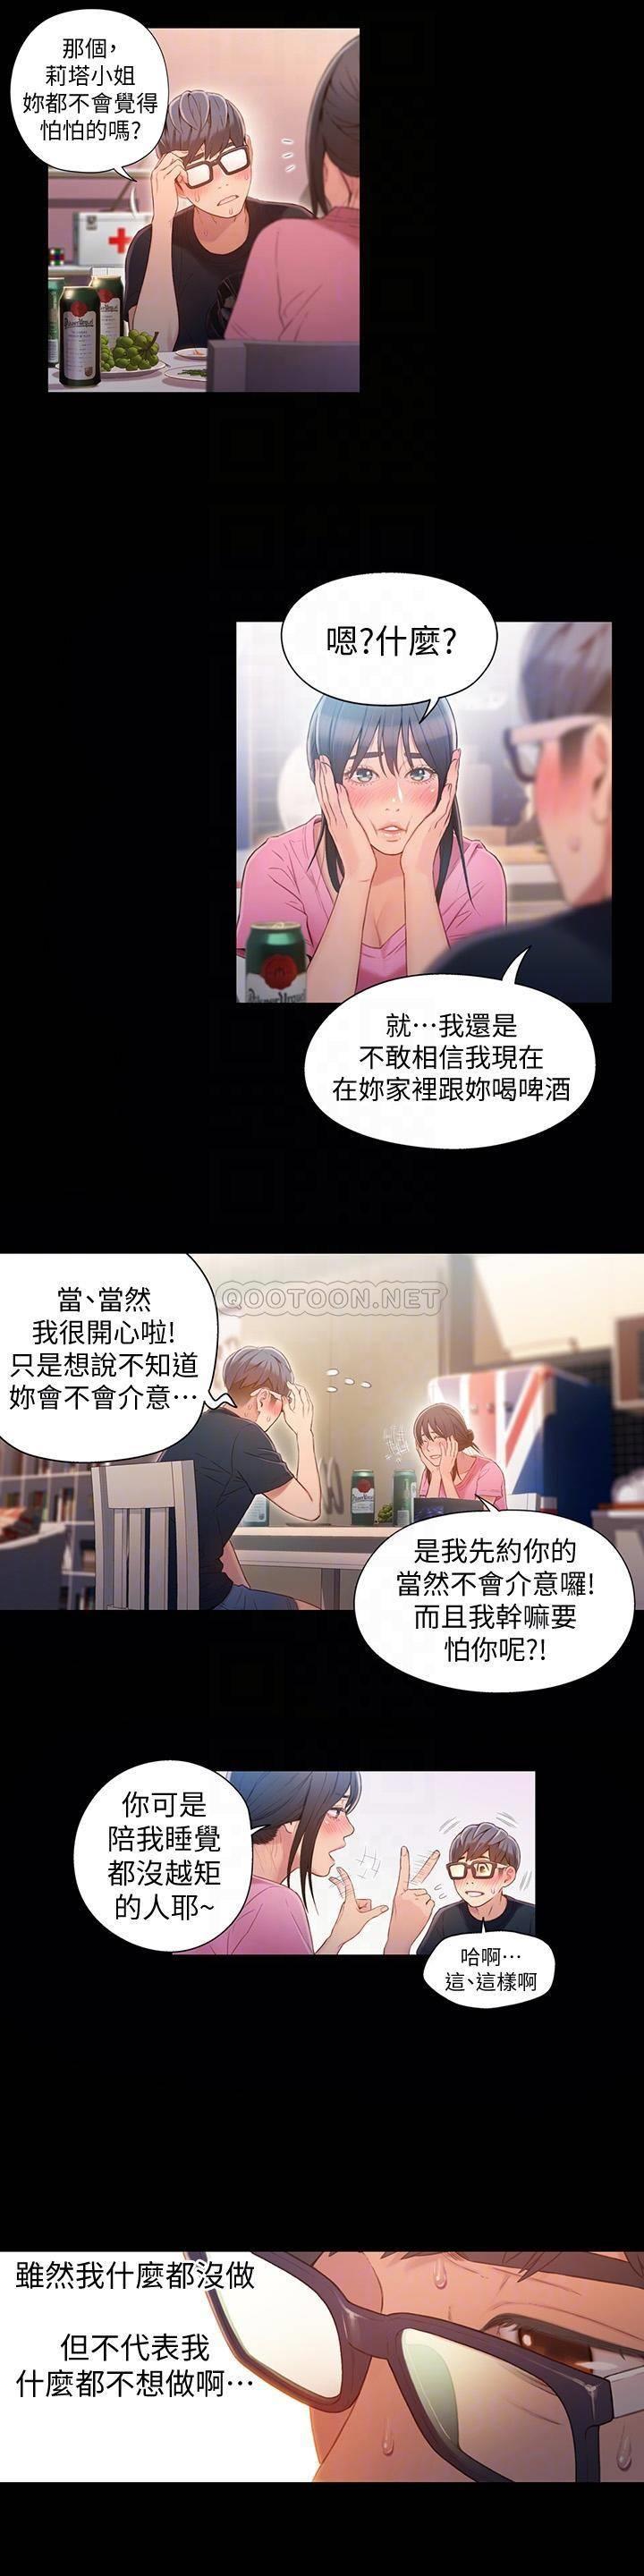 那個,
莉塔小姐
妳都不會覺得
怕怕的嗎?
嗯?什麼?
就…我還是
不敢相信我現在
在妳家裡跟妳喝啤酒
QOOTOON.NET
當、當然
我很開心啦!
只是想說不知道
妳會不會介意…
是我先約你的
當然不會介意囉!
而且我幹嘛要
怕你呢?!
你可是
陪我睡覺
都沒越矩
的人耶~
哈啊…
這、這樣啊
雖然我什麼都沒做
但不代表我
什麼都不想做啊…